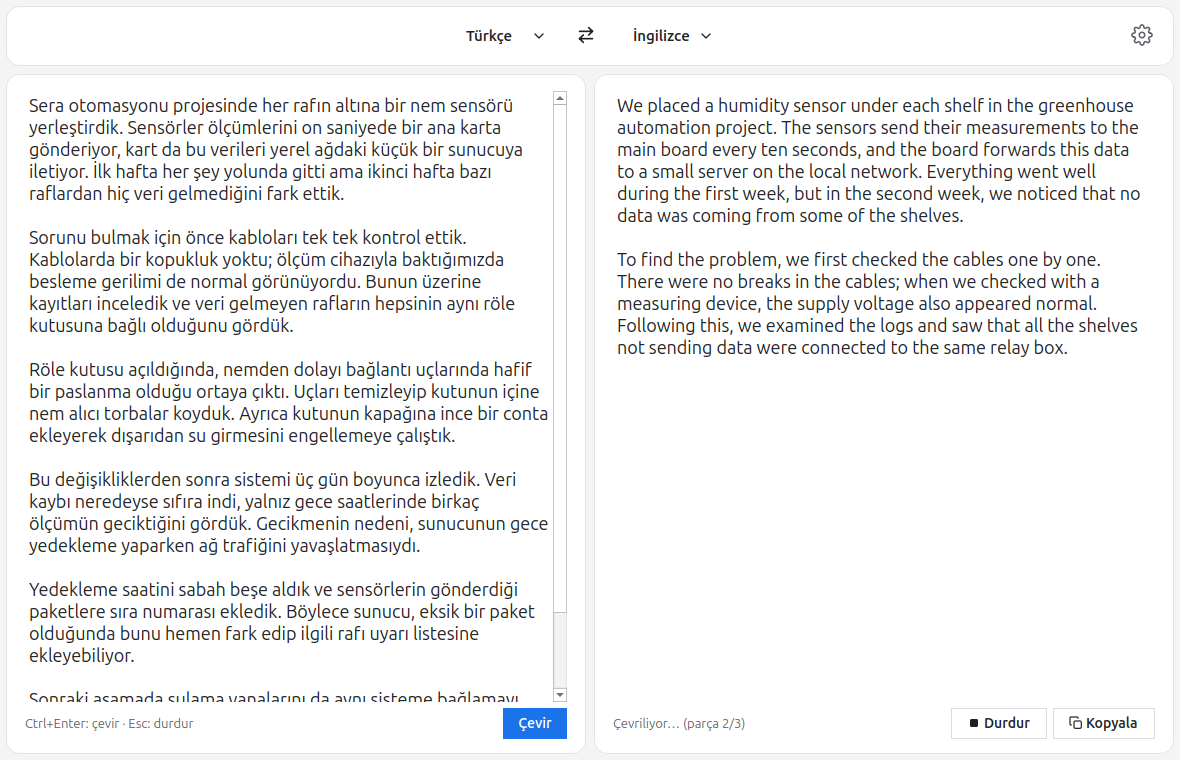 Türkçe
İngilizce
Sera otomasyonu projesinde her rafın altına bir nem sensörü
yerleştirdik. Sensörler ölçümlerini on saniyede bir ana karta
gönderiyor, kart da bu verileri yerel ağdaki küçük bir sunucuya
iletiyor. İlk hafta her şey yolunda gitti ama ikinci hafta bazı
raflardan hiç veri gelmediğini fark ettik.
Sorunu bulmak için önce kabloları tek tek kontrol ettik.
Kablolarda bir kopukluk yoktu; ölçüm cihazıyla baktığımızda
besleme gerilimi de normal görünüyordu. Bunun üzerine
kayıtları inceledik ve veri gelmeyen rafların hepsinin aynı röle
kutusuna bağlı olduğunu gördük.
Röle kutusu açıldığında, nemden dolayı bağlantı uçlarında hafif
bir paslanma olduğu ortaya çıktı. Uçları temizleyip kutunun içine
nem alıcı torbalar koyduk. Ayrıca kutunun kapağına ince bir conta
ekleyerek dışarıdan su girmesini engellemeye çalıştık.
Bu değişikliklerden sonra sistemi üç gün boyunca izledik. Veri
kaybı neredeyse sıfıra indi, yalnız gece saatlerinde birkaç
ölçümün geciktiğini gördük. Gecikmenin nedeni, sunucunun gece
yedekleme yaparken ağ trafiğini yavaşlatmasıydı.
Yedekleme saatini sabah beşe aldık ve sensörlerin gönderdiği
paketlere sıra numarası ekledik. Böylece sunucu, eksik bir paket
olduğunda bunu hemen fark edip ilgili rafı uyarı listesine
ekleyebiliyor.
Sonraki aşamada sulama vanalarını da aynı sisteme bağlamayı
Ctrl+Enter: çevir · Esc: durdur
Çevir
We placed a humidity sensor under each shelf in the greenhouse
automation project. The sensors send their measurements to the
main board every ten seconds, and the board forwards this data
to a small server on the local network. Everything went well
during the first week, but in the second week, we noticed that no
data was coming from some of the shelves.
To find the problem, we first checked the cables one by one.
There were no breaks in the cables; when we checked with a
measuring device, the supply voltage also appeared normal.
Following this, we examined the logs and saw that all the shelves
not sending data were connected to the same relay box.
Çevriliyor… (parça 2/3)
Durdur
Kopyala